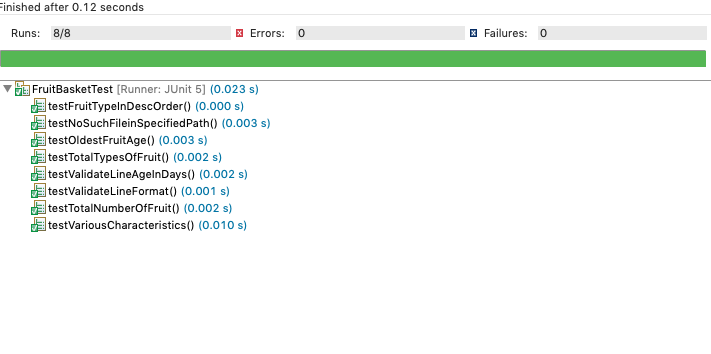 Finished after 0.12 seconds
Runs: 8/8 Errors: 0 Failures: 0
FruitBasketTest [Runner: JUnit 5] (0.023 s)
testFruitTypeInDescOrder() (0.000 s)
testNoSuchFileinSpecifiedPath() (0.003 s)
testOldestFruitAge() (0.003 s)
testTotalTypesOfFruit() (0.002 s)
testValidateLineAgeInDays() (0.002 s)
testValidateLineFormat() (0.001 s)
testTotalNumberOfFruit() (0.002 s)
testVariousCharacteristics() (0.010 s)